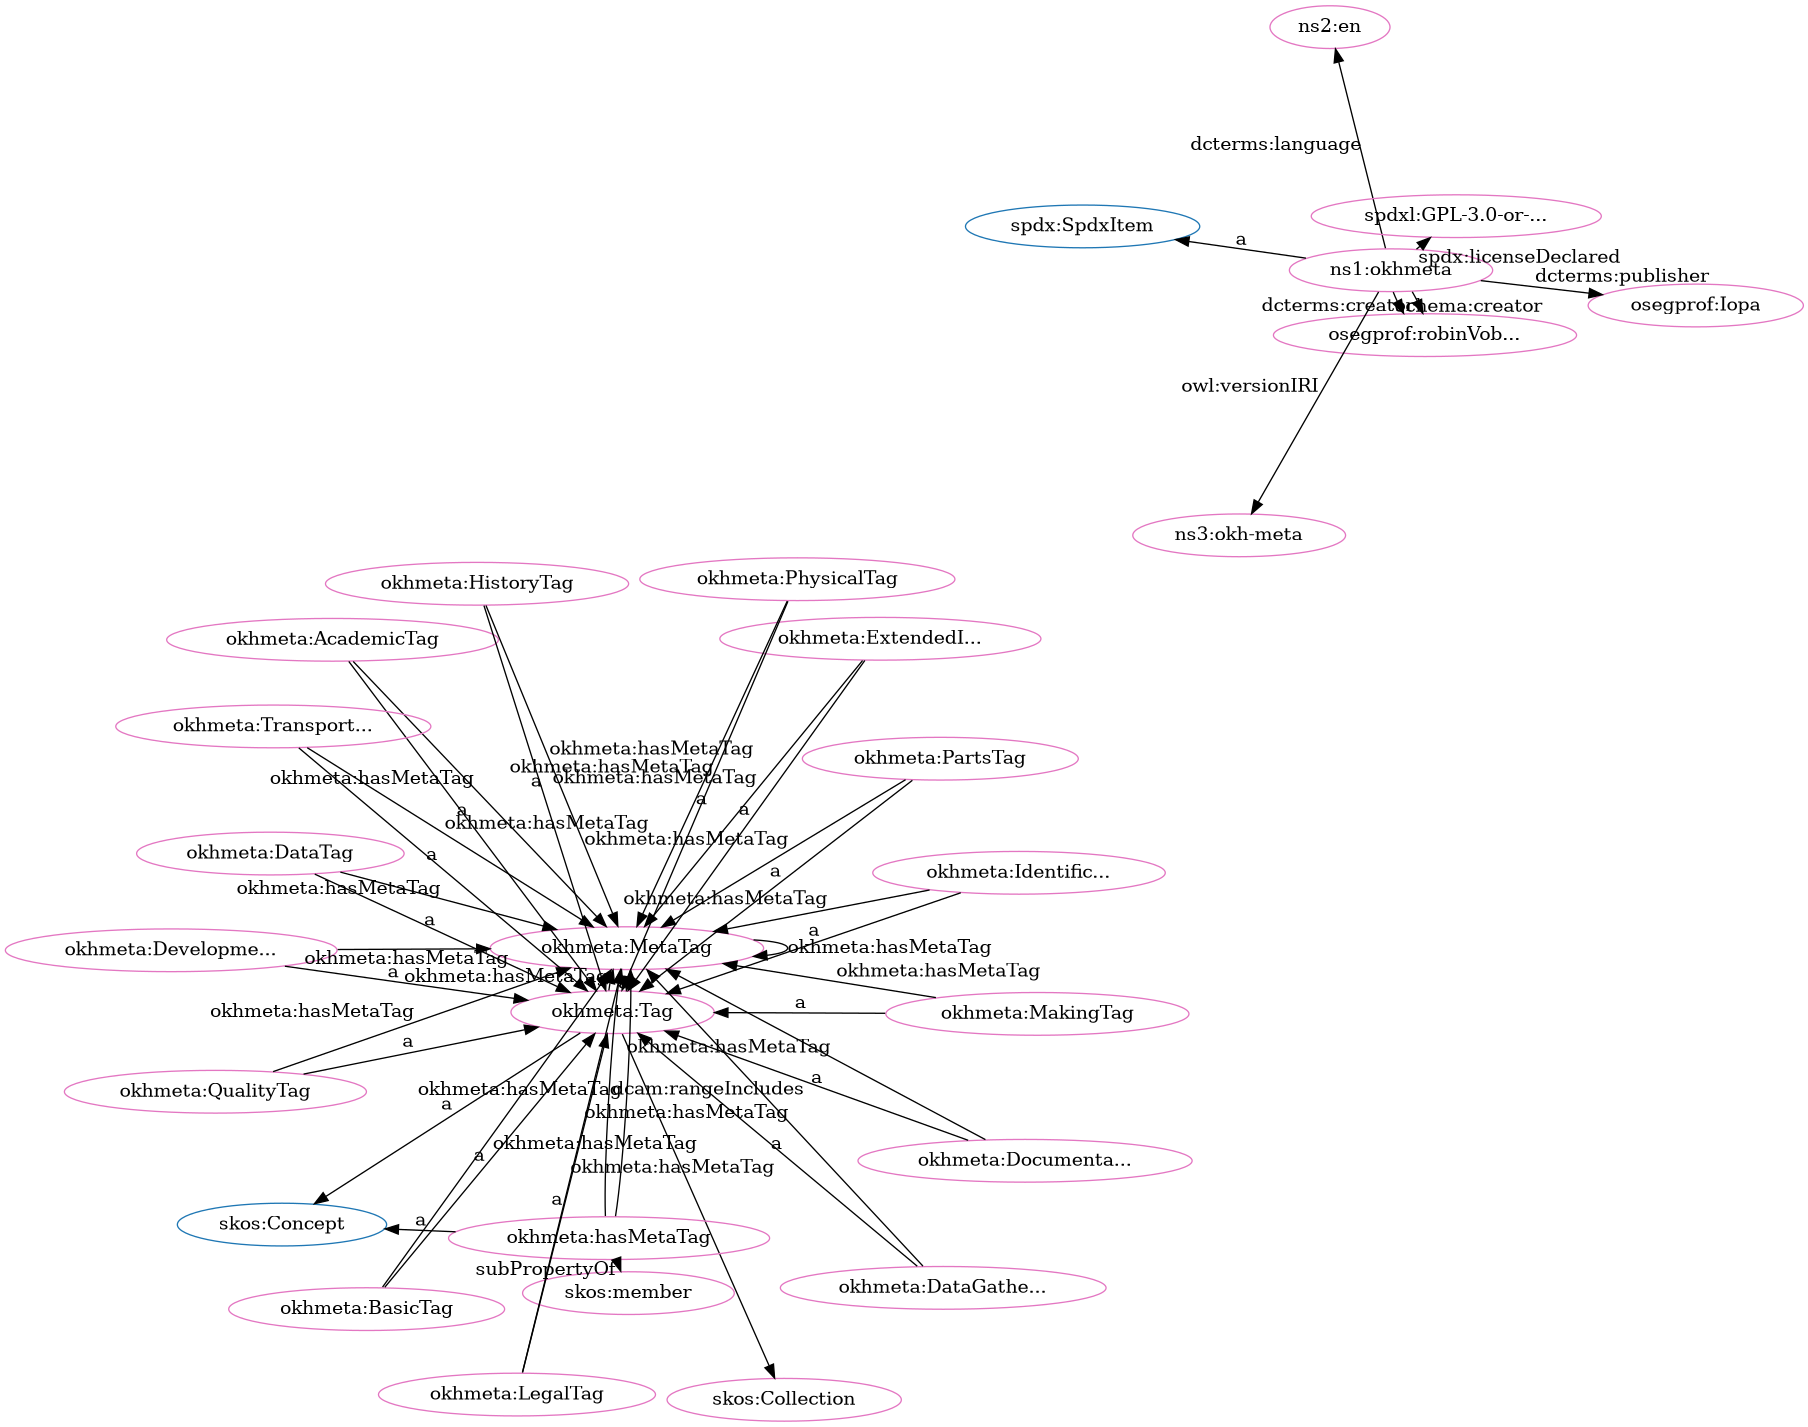 ns2:en
dcterms:language
spdxl:GPL-3.0-or-...
spdx:SpdxItem
a
spdx:licenseDeclared
ns1:okhmeta
dcterms:publisher
dcterms:creator
schema:creator
osegprof:Iopa
osegprof:robinVob...
owl:versionIRI
ns3:okh-meta
okhmeta:HistoryTag
okhmeta:PhysicalTag
okhmeta:AcademicTag
okhmeta:ExtendedI...
okhmeta:Transport...
okhmeta:hasMetaTag
okhmeta:PartsTag
okhmeta:hasMetaTag
okhmeta:hasMetaTag
okhmeta:hasMetaTag
a
a
a
a
okhmeta:hasMetaTag
okhmeta:hasMetaTag
okhmeta:DataTag
a
a
okhmeta:Identific...
okhmeta:hasMetaTag
okhmeta:hasMetaTag
a
a
okhmeta:Developme...
okhmeta:MetaTag
okhmeta:hasMetaTag
okhmeta:hasMetaTag
okhmeta:hasMetaTag
a
okhmeta:hasMetaTag
okhmeta:hasMetaTag
okhmeta:Tag
a
okhmeta:MakingTag
a
okhmeta:hasMetaTag
a
okhmeta:QualityTag
okhmeta:hasMetaTag
dcam:rangeIncludes
a
okhmeta:hasMetaTag
okhmeta:hasMetaTag
a
a
okhmeta:Documenta...
okhmeta:hasMetaTag
a
skos:Concept
a
okhmeta:hasMetaTag
subPropertyOf
okhmeta:DataGathe...
skos:member
okhmeta:BasicTag
okhmeta:LegalTag
skos:Collection